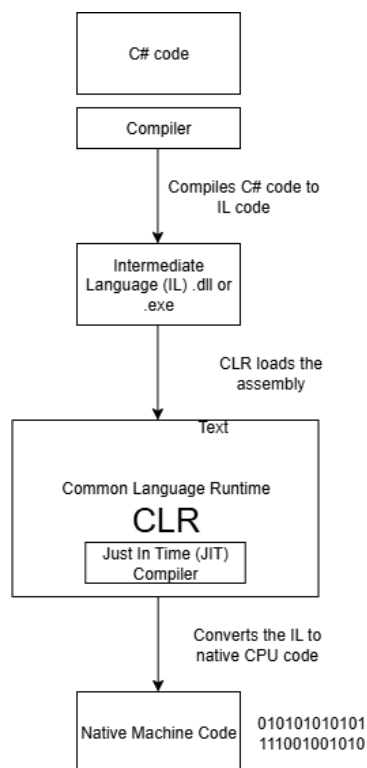 C# code
Compiler
Compiles C# code to
IL code
Intermediate
Language (IL) .dll or
.exe
CLR loads the
assembly
Text
Common Language Runtime
CLR
Just In Time (JIT)
Compiler
Converts the IL to
native CPU code
Native Machine Code
010101010101
111001001010